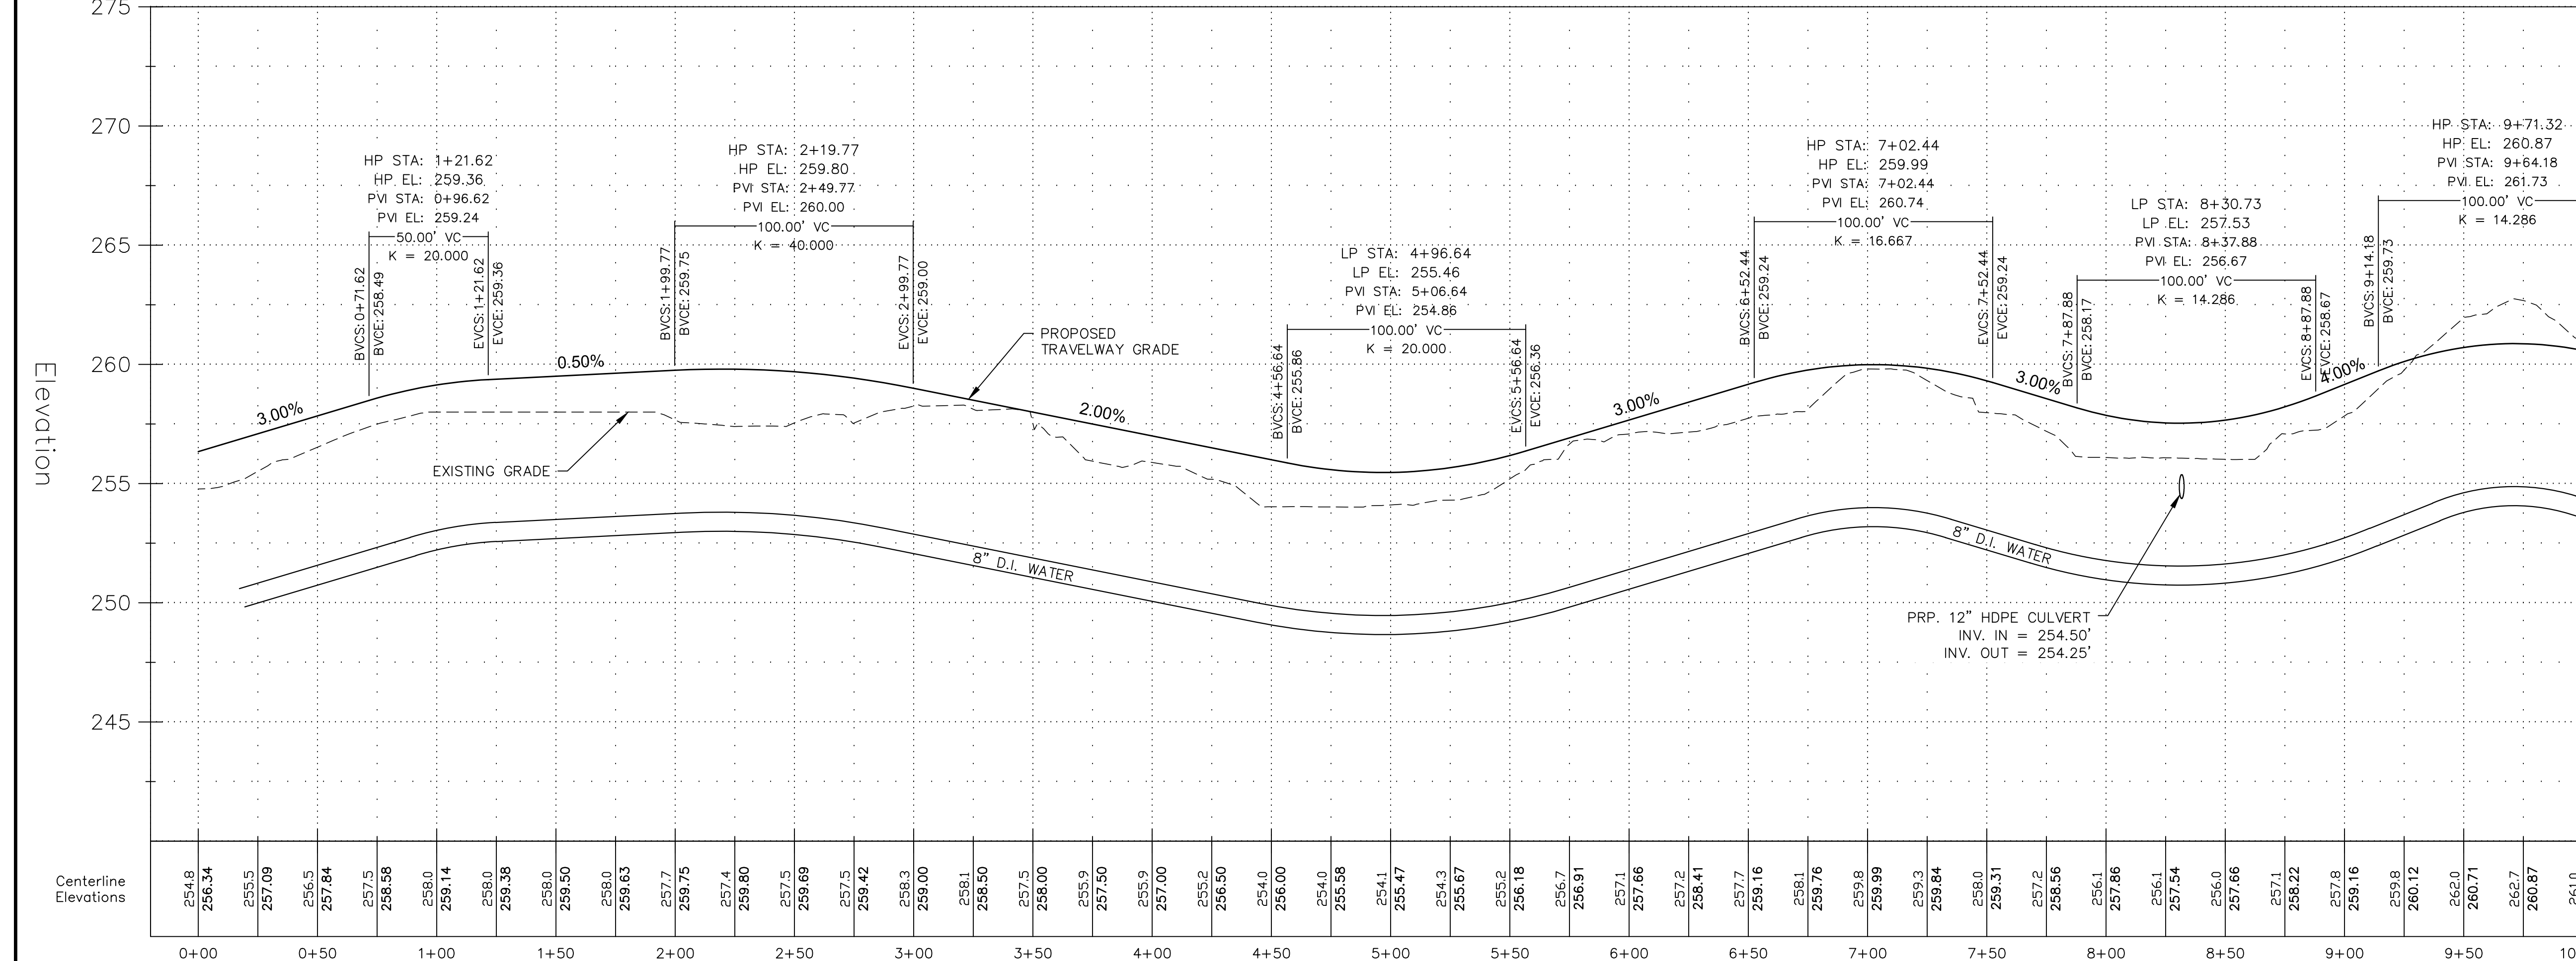 275
270
265
260
255
250
245
Elevation
HP STA: 1+21.62
HP EL: 259.36
PVI STA: 0+96.62
PVI EL: 259.24
50.00' VC
K = 20.000
BVCS: 0+71.62
BVCE: 258.49
EVCS: 1+21.62
EVCE: 259.36
HP STA: 2+19.77
HP EL: 259.80
PVI STA: 2+49.77
PVI EL: 260.00
100.00' VC
K = 40.000
BVCS: 1+99.77
BVCE: 259.75
EVCS: 2+99.77
EVCE: 259.00
LP STA: 4+96.64
LP EL: 255.46
PVI STA: 5+06.64
PVI EL: 254.86
100.00' VC
K = 20.000
BVCS: 4+56.64
BVCE: 255.86
EVCS: 5+56.64
EVCE: 256.36
HP STA: 7+02.44
HP EL: 259.99
PVI STA: 7+02.44
PVI EL: 260.74
100.00' VC
K = 16.667
BVCS: 6+52.44
BVCE: 259.24
EVCS: 7+52.44
EVCE: 259.24
LP STA: 8+30.73
LP EL: 257.53
PVI STA: 8+37.88
PVI EL: 256.67
100.00' VC
K = 14.286
BVCS: 7+87.88
BVCE: 258.17
EVCS: 8+87.88
EVCE: 258.67
HP STA: 9+71.32
HP EL: 260.87
PVI STA: 9+64.18
PVI EL: 261.73
100.00' VC
K = 14.286
BVCS: 9+14.18
BVCE: 259.73
3.00%
0.50%
2.00%
3.00%
3.00%
4.00%
PROPOSED
TRAVELWAY GRADE
EXISTING GRADE
8" D.I. WATER
8" D.I. WATER
PRP. 12" HDPE CULVERT
INV. IN = 254.50'
INV. OUT = 254.25'
Centerline
Elevations
254.8
256.34
255.5
257.09
256.5
257.84
257.5
258.58
258.0
259.14
258.0
259.38
258.0
259.50
258.0
259.63
257.7
259.75
257.4
259.80
257.5
259.69
257.5
259.42
258.3
259.00
258.1
258.50
257.5
258.00
255.9
257.50
255.9
257.00
255.2
256.50
254.0
256.00
254.0
255.58
254.1
255.47
254.3
255.67
255.2
256.18
256.7
256.91
257.1
257.66
257.2
258.41
257.7
259.16
258.1
259.76
259.8
259.99
259.3
259.84
258.0
259.31
257.2
258.56
256.1
257.86
256.1
257.54
256.0
257.66
257.1
258.22
257.8
259.16
259.8
260.12
262.0
260.71
262.7
260.87
261.0
0+00 0+50 1+00 1+50 2+00 2+50 3+00 3+50 4+00 4+50 5+00 5+50 6+00 6+50 7+00 7+50 8+00 8+50 9+00 9+50 10